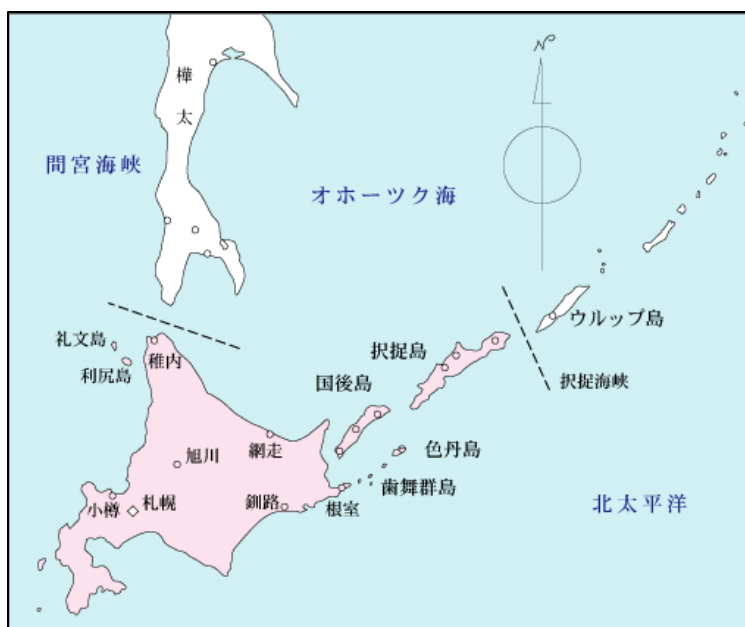 N
樺太
間宮海峡
オホーツク海
ウルップ島
礼文島
稚内
択捉島
利尻島
国後島
択捉海峡
網走
色丹島
旭川
歯舞群島
小樽
札幌
釧路
根室
北太平洋